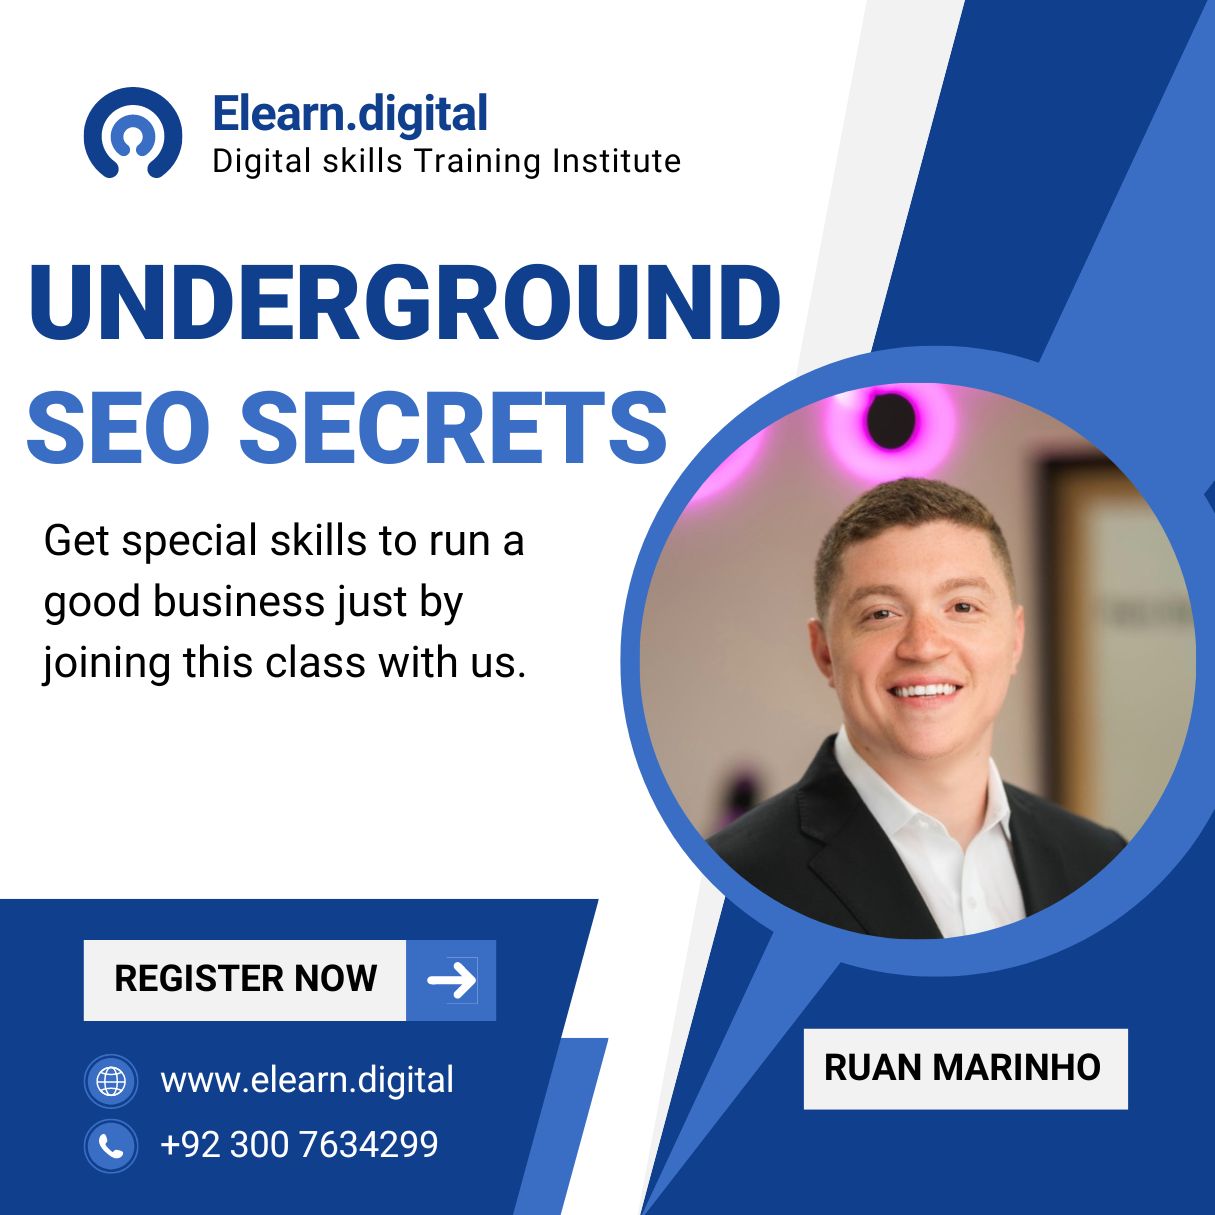 Elearn.digital
Digital skills Training Institute
UNDERGROUND
SEO SECRETS
Get special skills to run a
good business just by
joining this class with us.
REGISTER NOW
www.elearn.digital
+92 300 7634299
RUAN MARINHO